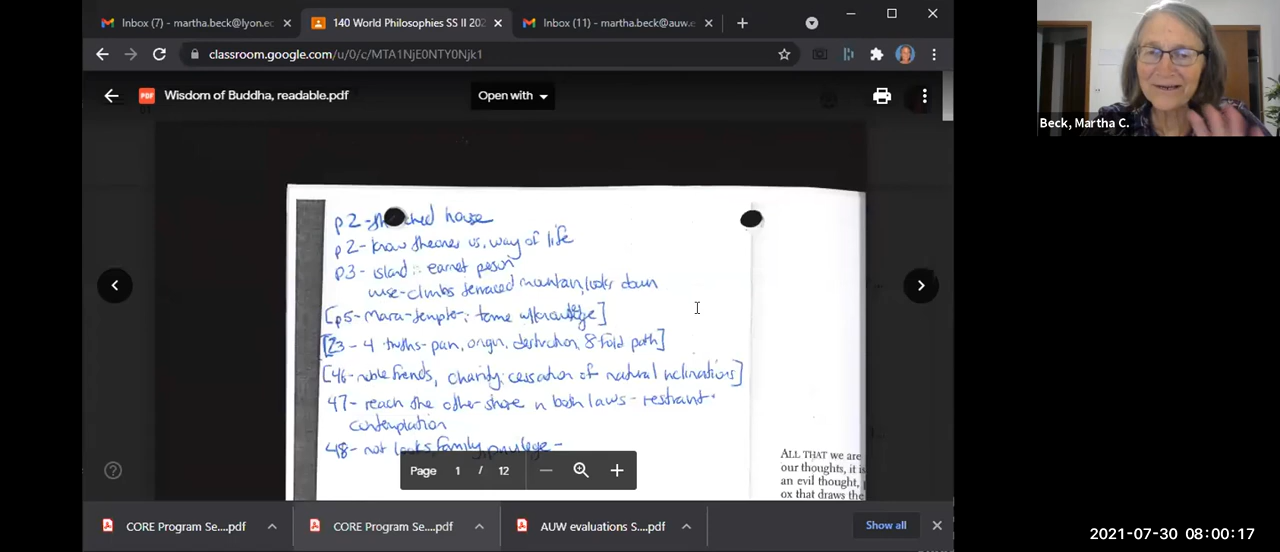 Inbox (7) - martha.beck@lyon.e
140 World Philosophies SS II 202
Inbox (11) - martha.beck@auw.e
classroom.google.com/u/0/c/MTA1NjE0NTY0Njk1
Wisdom of Buddha, readable.pdf
Open with
Beck, Martha C.
p2- house
p2- know theories vs. way of life
p3- island: earnest person
wise-climbs terraced mountain, looks down
[p5- Mara-tempter: tame w/knowledge]
[23- 4 truths- pain, origin, destruction, 8 fold path]
[46- noble friends, charity: cessation of natural inclinations]
47- reach the other shore in both laws- restraint
contemplation
48- not looks, family, privilege-
ALL THAT we are
our thoughts, it is
an evil thought,
ox that draws the
Page 1 / 12
CORE Program Se....pdf
CORE Program Se....pdf
AUW evaluations S....pdf
Show all
2021-07-30 08:00:17